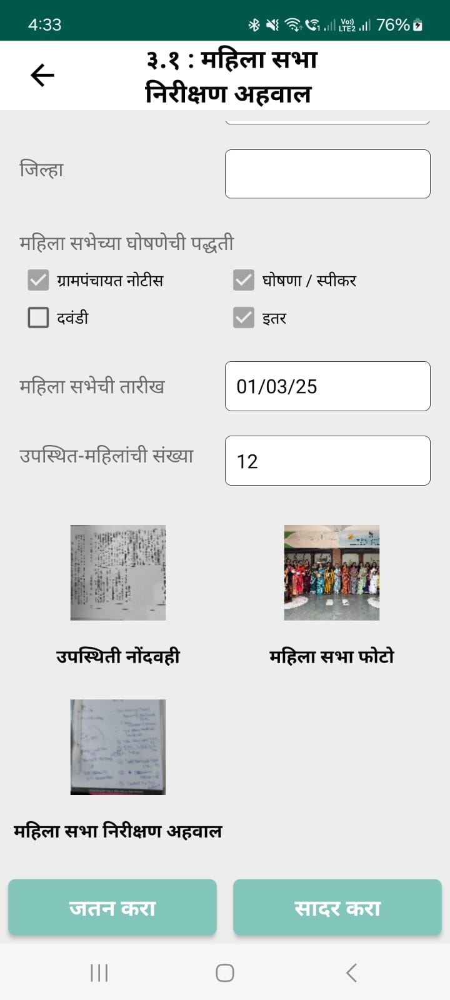 4:33
Vo))
LTE2
76%
३.१ : महिला सभा
निरीक्षण अहवाल
जिल्हा
महिला सभेच्या घोषणेची पद्धती
ग्रामपंचायत नोटीस
घोषणा / स्पीकर
दवंडी
इतर
महिला सभेची तारीख
01/03/25
उपस्थित-महिलांची संख्या
12
उपस्थिती नोंदवही
महिला सभा फोटो
महिला सभा निरीक्षण अहवाल
जतन करा
सादर करा